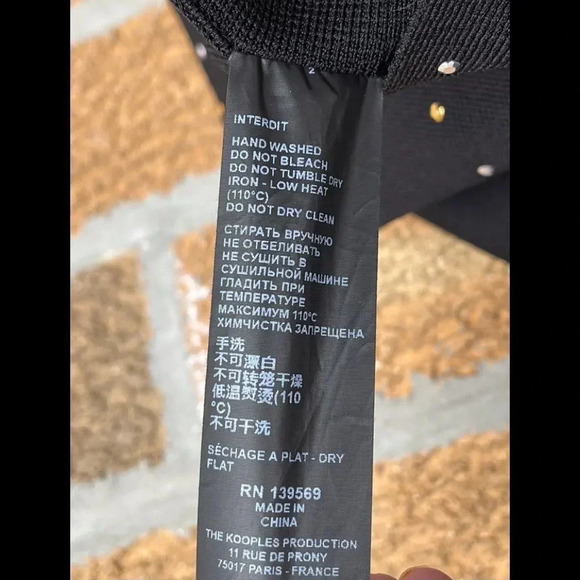 2
INTERDIT
HAND WASHED
DO NOT BLEACH
DO NOT TUMBLE DRY
IRON - LOW HEAT
(110°C)
DO NOT DRY CLEAN
СТИРАТЬ ВРУЧНУЮ
НЕ ОТБЕЛИВАТЬ
НЕ СУШИТЬ В
СУШИЛЬНОЙ МАШИНЕ
ГЛАДИТЬ ПРИ
ТЕМПЕРАТУРЕ
МАКСИМУМ 110°C
ХИМЧИСТКА ЗАПРЕЩЕНА
手洗
不可漂白
不可转笼干燥
低温熨烫(110
°C)
不可干洗
SÉCHAGE A PLAT - DRY
FLAT
RN 139569
MADE IN
CHINA
THE KOOPLES PRODUCTION
11 RUE DE PRONY
75017 PARIS - FRANCE